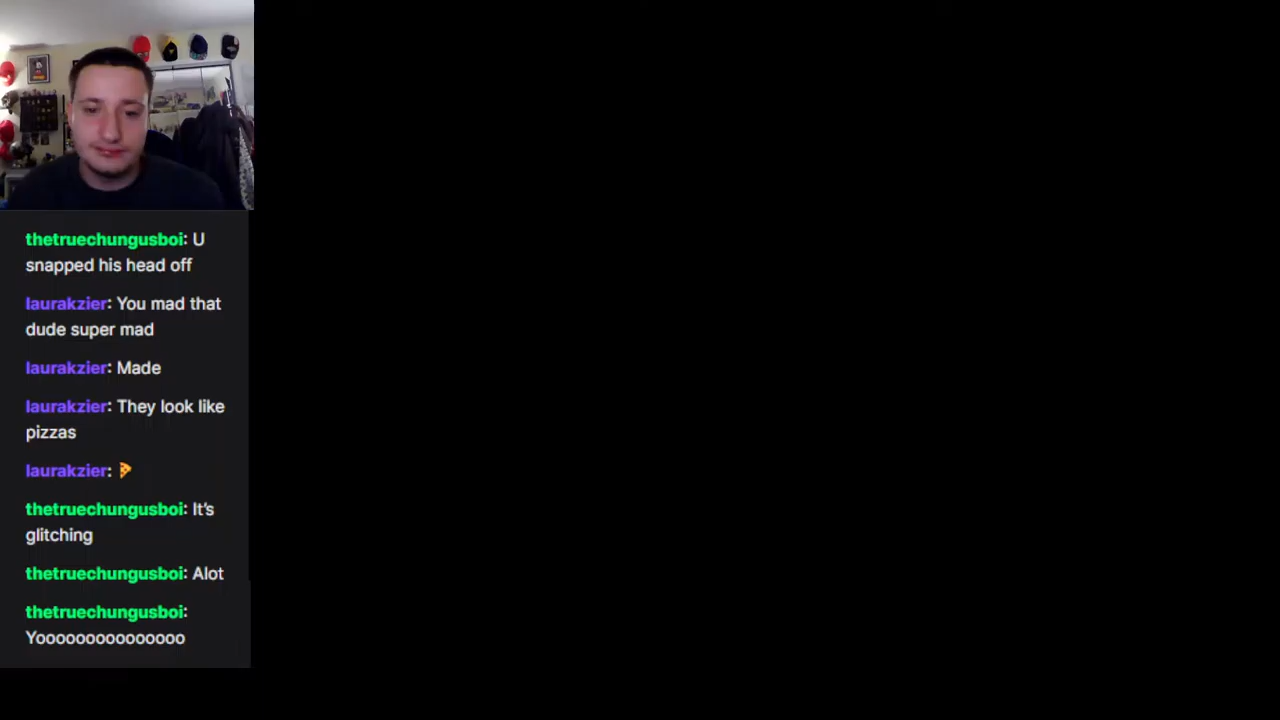 thetruechungusboi: U
snapped his head off
laurakzier: You mad that
dude super mad
laurakzier: Made
laurakzier: They look like
pizzas
laurakzier: 🍕
thetruechungusboi: It's
glitching
thetruechungusboi: Alot
thetruechungusboi:
Yooooooooooooooo